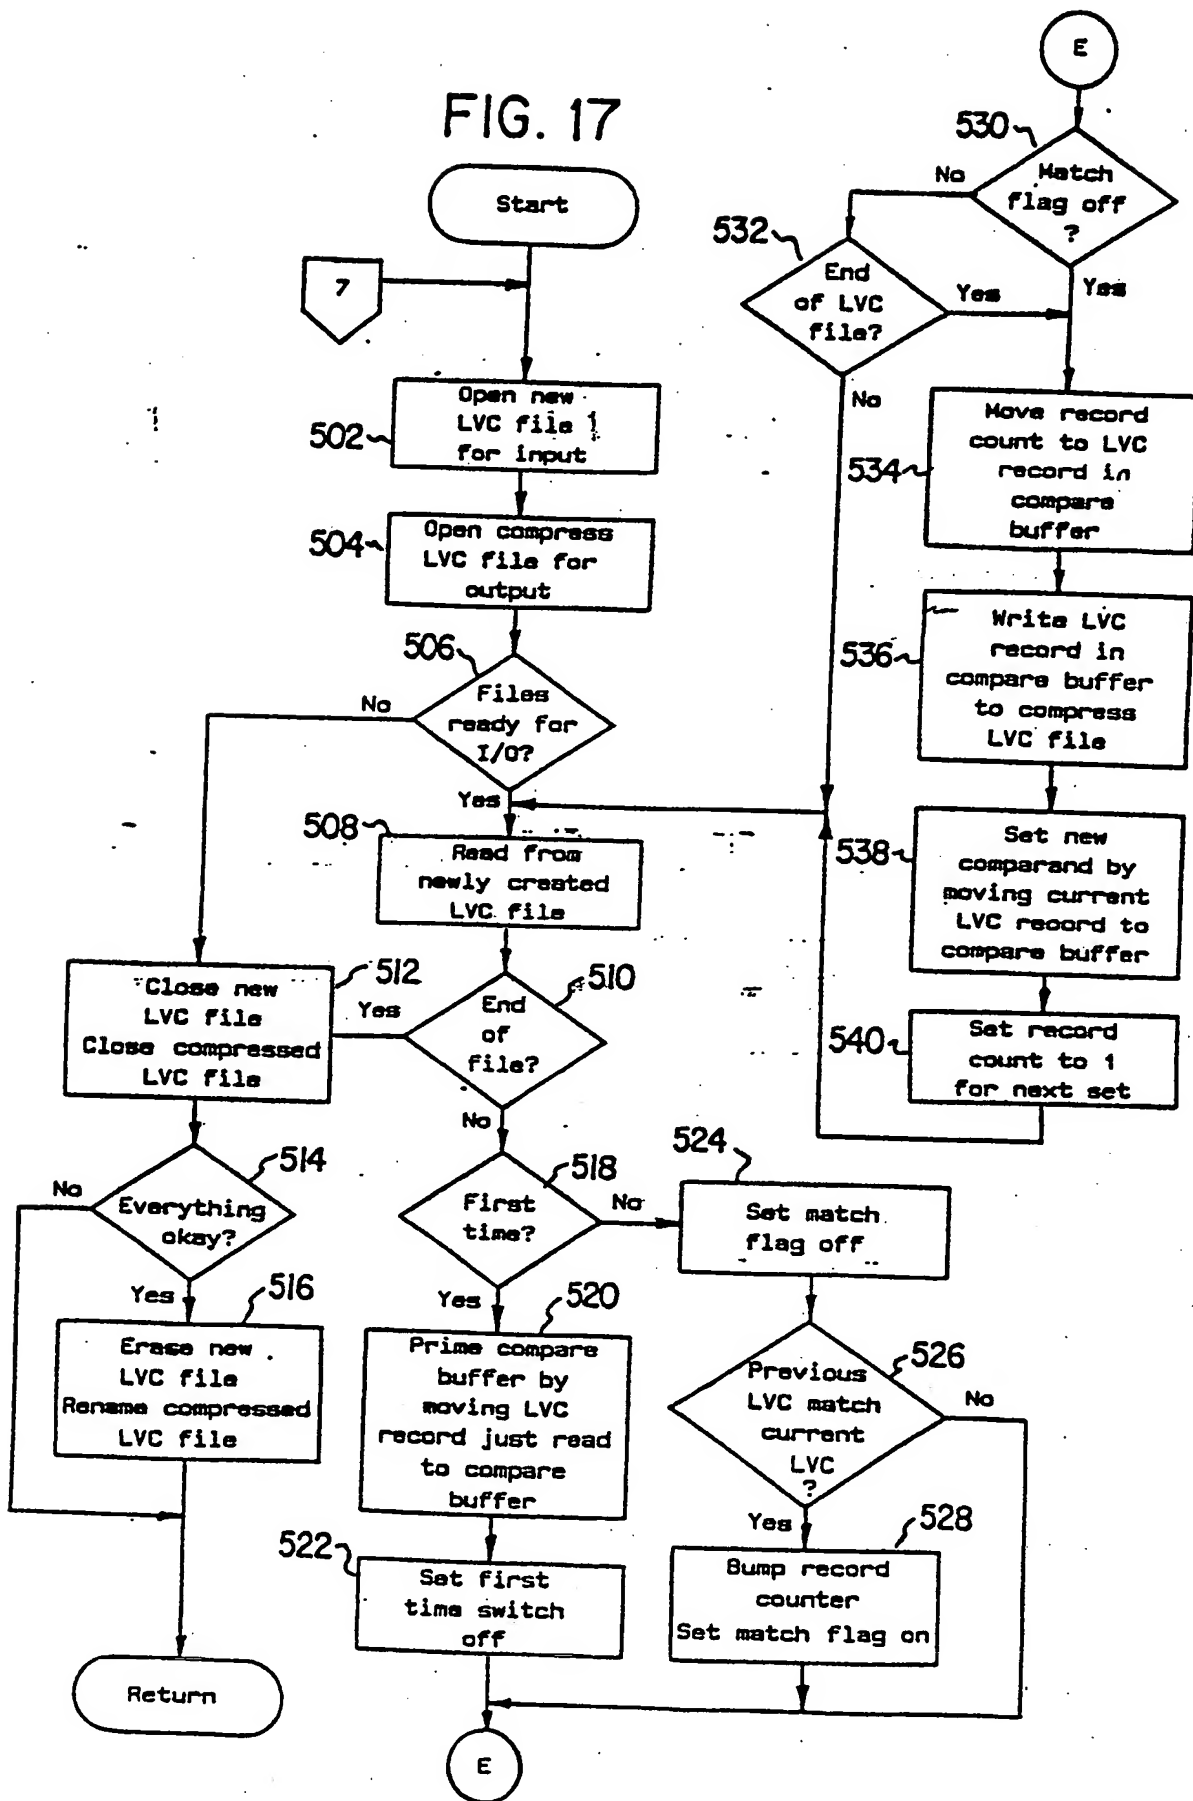 FIG. 17
Start
7
502
Open new
LVC file 1
for input
504
Open compress
LVC file for
output
506
Files
ready for
I/O?
No
Yes
508
Read from
newly created
LVC file
510
End
of
file?
Yes
No
512
Close new
LVC file
Close compressed
LVC file
514
Everything
okay?
No
Yes
516
Erase new
LVC file
Rename compressed
LVC file
Return
518
First
time?
No
Yes
520
Prime compare
buffer by
moving LVC
record just read
to compare
buffer
522
Set first
time switch
off
E
524
Set match
flag off
526
Previous
LVC match
current
LVC
?
No
Yes
528
Bump record
counter
Set match flag on
E
530
Match
flag off
?
No
Yes
532
End
of LVC
file?
Yes
No
534
Move record
count to LVC
record in
compare
buffer
536
Write LVC
record in
compare buffer
to compress
LVC file
538
Set new
comparand by
moving current
LVC record to
compare buffer
540
Set record
count to 1
for next set